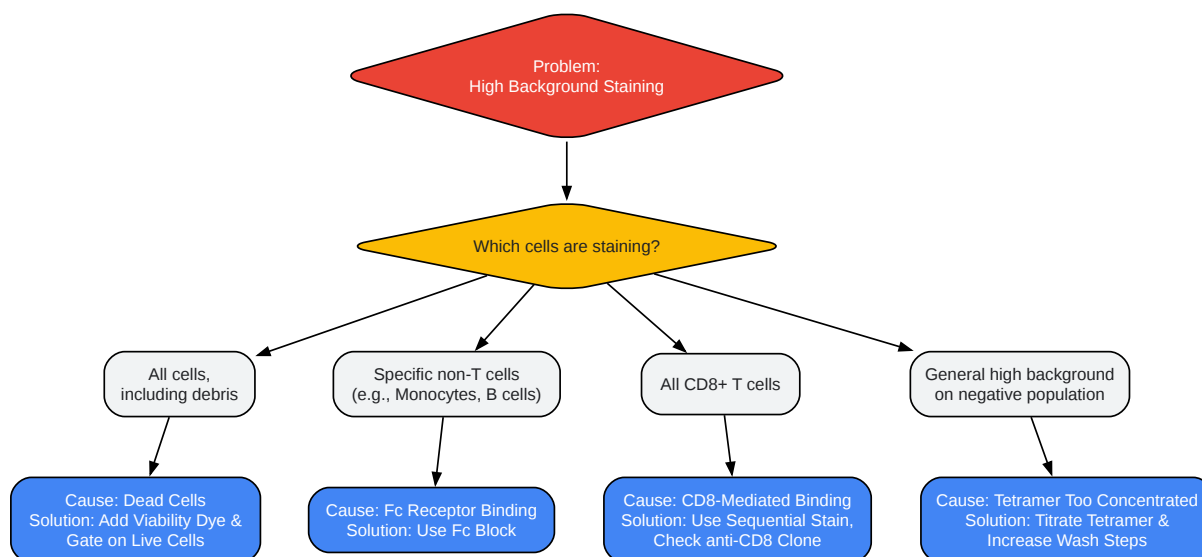 Problem:
High Background Staining
Which cells are staining?
All cells,
including debris
Specific non-T cells
(e.g., Monocytes, B cells)
All CD8+ T cells
General high background
on negative population
Cause: Dead Cells
Solution: Add Viability Dye &
Gate on Live Cells
Cause: Fc Receptor Binding
Solution: Use Fc Block
Cause: CD8-Mediated Binding
Solution: Use Sequential Stain,
Check anti-CD8 Clone
Cause: Tetramer Too Concentrated
Solution: Titrate Tetramer &
Increase Wash Steps